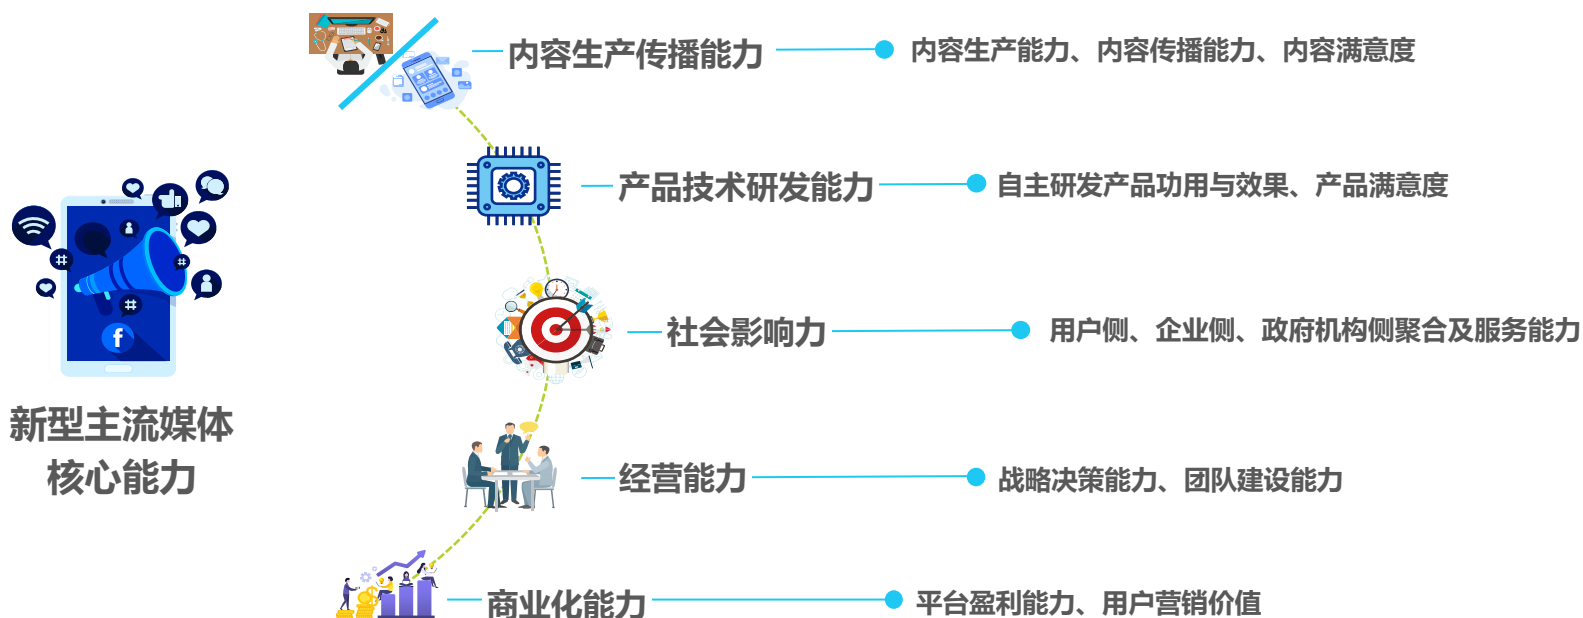 内容生产传播能力
内容生产能力、内容传播能力、内容满意度
产品技术研发能力
自主研发产品功用与效果、产品满意度
社会影响力
用户侧、企业侧、政府机构侧聚合及服务能力
新型主流媒体
核心能力
经营能力
战略决策能力、团队建设能力
商业化能力
平台盈利能力、用户营销价值